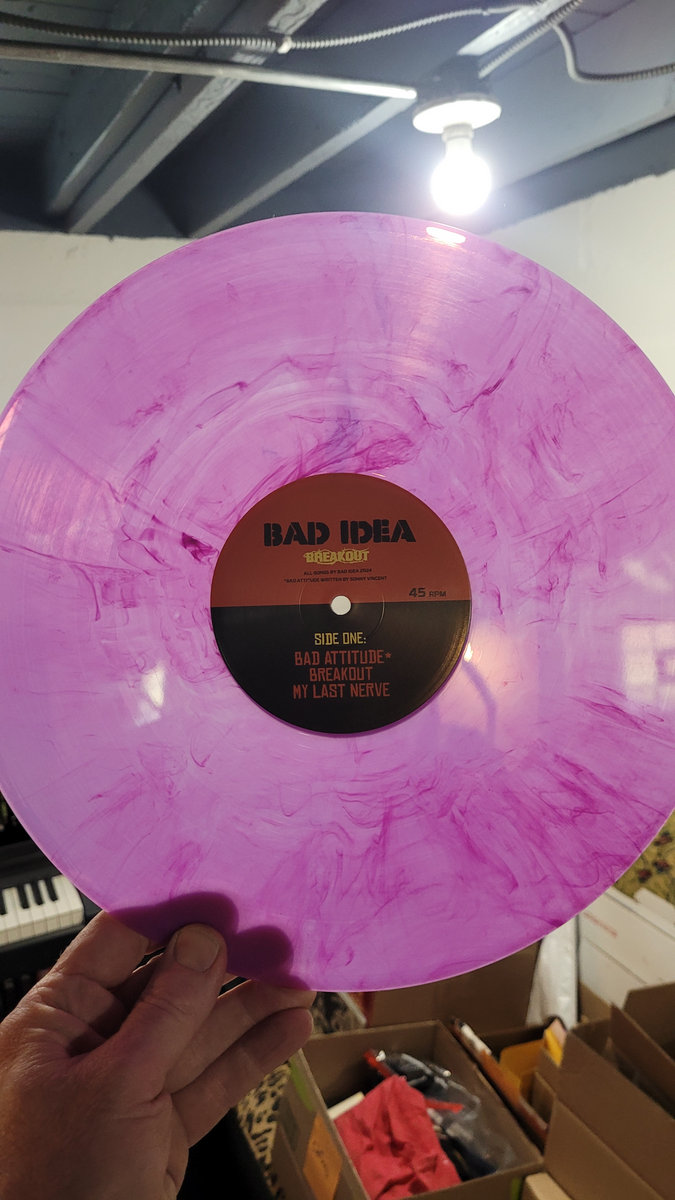 BAD IDEA
BREAKOUT
ALL SONGS BY BAD IDEA 2024
*BAD ATTITUDE WRITTEN BY SONNY VINCENT
45 RPM
SIDE ONE:
BAD ATTITUDE*
BREAKOUT
MY LAST NERVE